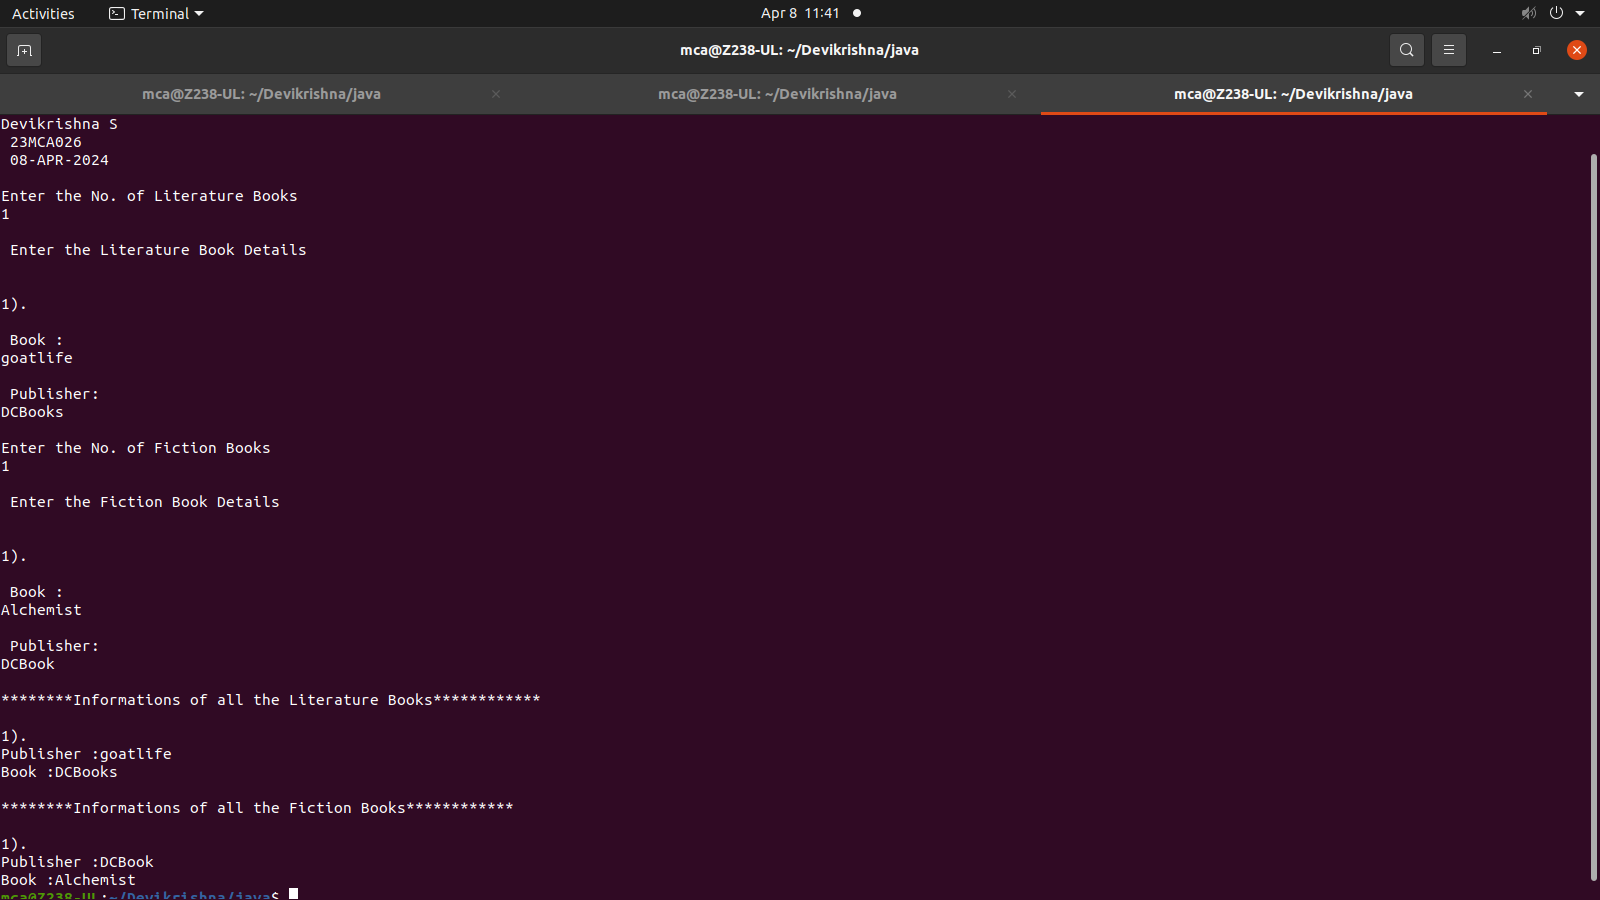 Activities Terminal Apr 8 11:41
mca@Z238-UL: ~/Devikrishna/java
mca@Z238-UL: ~/Devikrishna/java mca@Z238-UL: ~/Devikrishna/java mca@Z238-UL: ~/Devikrishna/java
Devikrishna S
23MCA026
08-APR-2024
Enter the No. of Literature Books
1
Enter the Literature Book Details
1).
Book :
goatlife
Publisher:
DCBooks
Enter the No. of Fiction Books
1
Enter the Fiction Book Details
1).
Book :
Alchemist
Publisher:
DCBook
********Informations of all the Literature Books************
1).
Publisher :goatlife
Book :DCBooks
********Informations of all the Fiction Books************
1).
Publisher :DCBook
Book :Alchemist
mca@Z238-UL:~/Devikrishna/java$